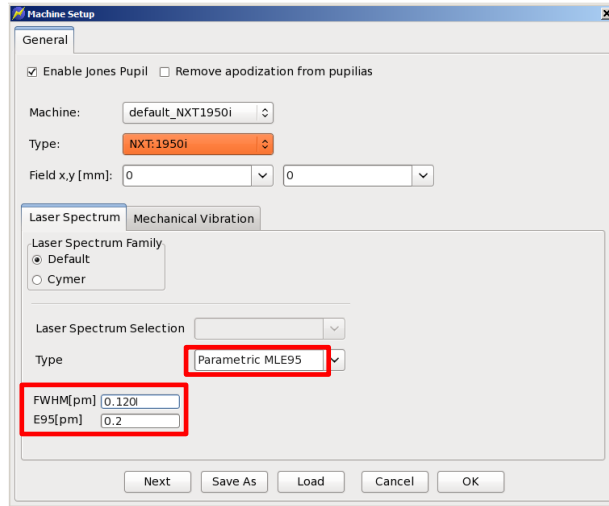 Machine Setup
General
Enable Jones Pupil Remove apodization from pupilias
Machine: default_NXT1950i
Type: NXT:1950i
Field x,y [mm]: 0 0
Laser Spectrum Mechanical Vibration
Laser Spectrum Family
Default
Cymer
Laser Spectrum Selection
Type Parametric MLE95
FWHM[pm] 0.120
E95[pm] 0.2
Next Save As Load Cancel OK